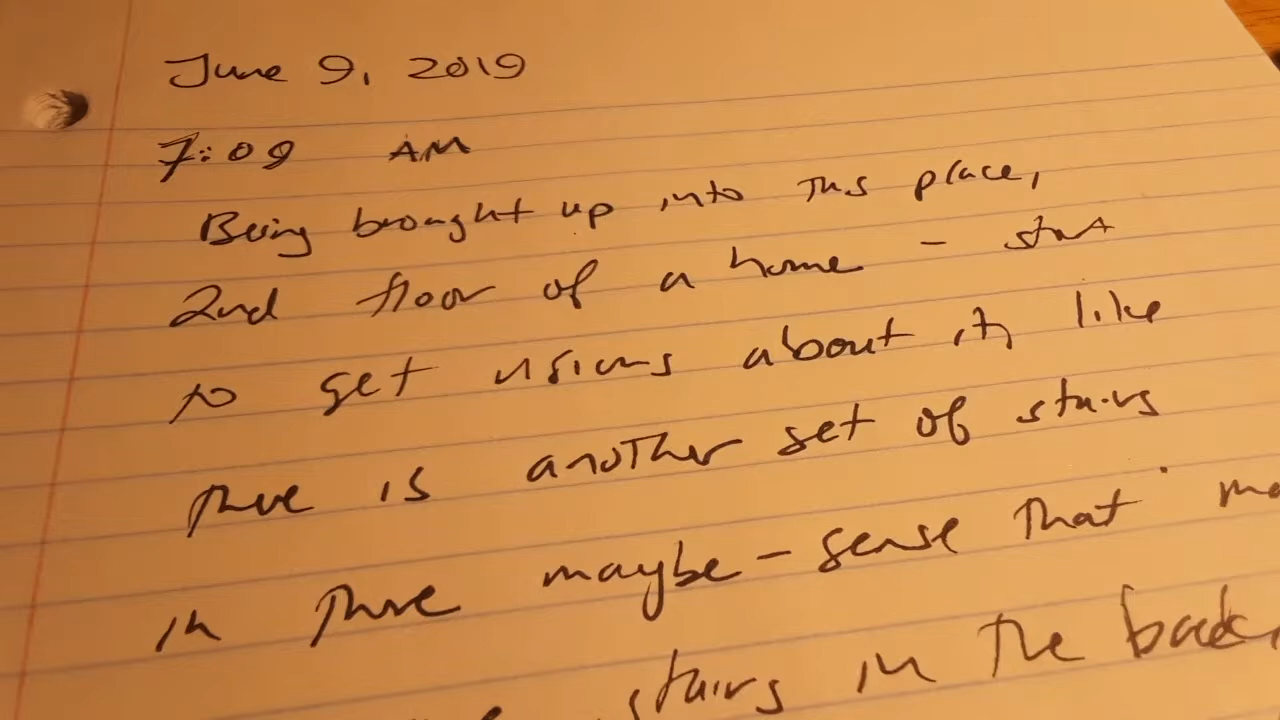 June 9, 2019
7:09 AM
Being brought up into this place,
2nd floor of a home - start
to get visions about it, like
there is another set of stairs
in there maybe - sense that
stairs in the back,